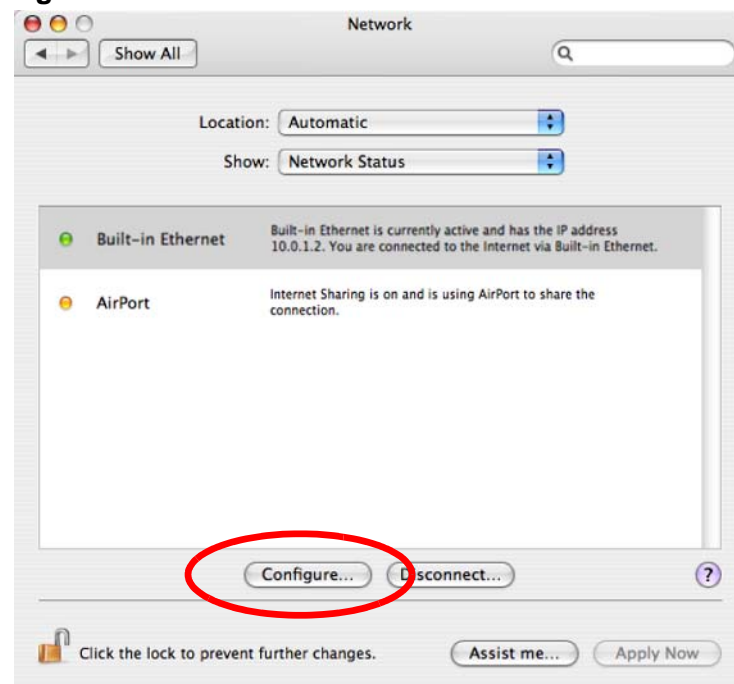 Network
Show All
Location: Automatic
Show: Network Status
Built-in Ethernet
Built-in Ethernet is currently active and has the IP address
10.0.1.2. You are connected to the Internet via Built-in Ethernet.
AirPort
Internet Sharing is on and is using AirPort to share the
connection.
Configure... Disconnect... ?
Click the lock to prevent further changes. Assist me... Apply Now